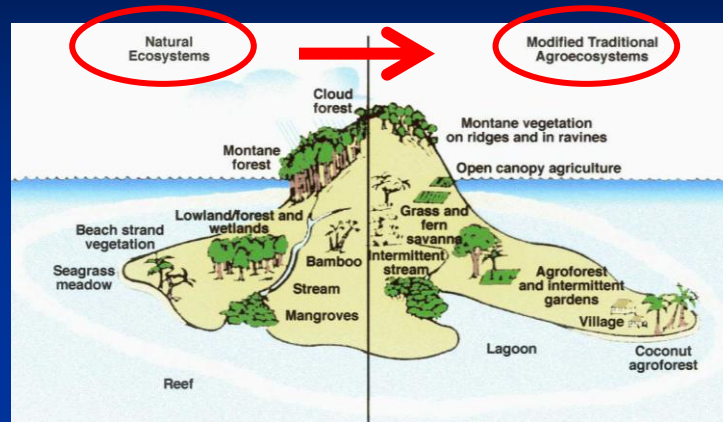 Natural
Ecosystems
Modified Traditional
Agroecosystems
Cloud
forest
Montane
forest
Montane vegetation
on ridges and in ravines
Open canopy agriculture
Lowland/forest and
wetlands
Beach strand
vegetation
Seagrass
meadow
Bamboo
Stream
Mangroves
Grass and
fern
savanna
Intermittent
stream
Agroforest
and intermittent
gardens
Village
Coconut
agroforest
Lagoon
Reef